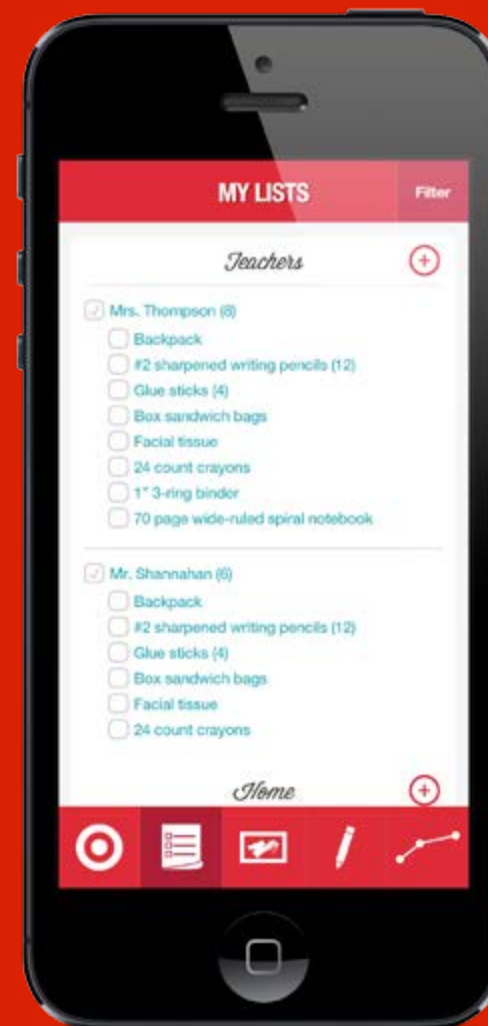 MY LISTS
Filter
Teachers
Mrs. Thompson (8)
Backpack
#2 sharpened writing pencils (12)
Glue sticks (4)
Box sandwich bags
Facial tissue
24 count crayons
1" 3-ring binder
70 page wide-ruled spiral notebook
Mr. Shannahan (6)
Backpack
#2 sharpened writing pencils (12)
Glue sticks (4)
Box sandwich bags
Facial tissue
24 count crayons
Home